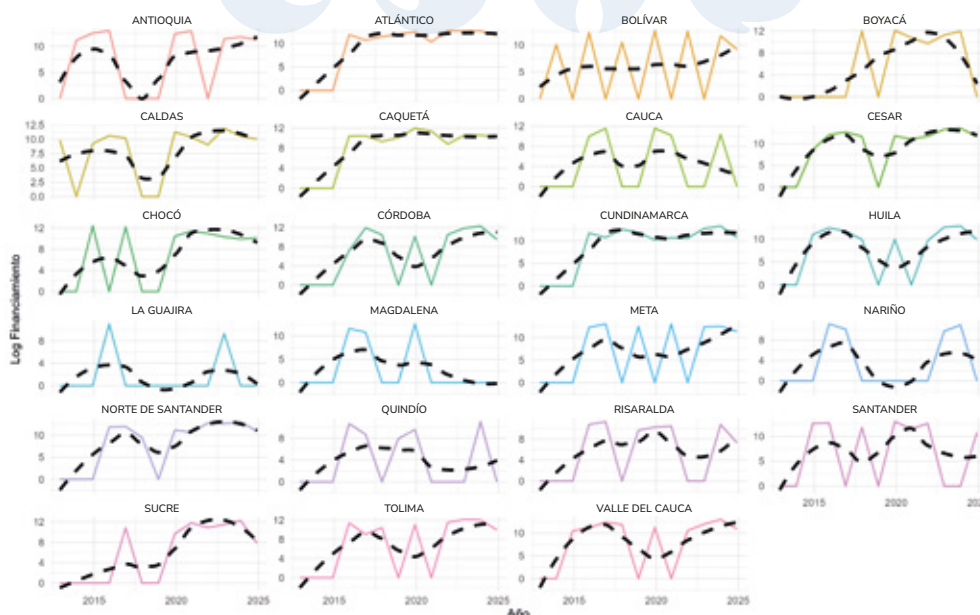 ANTIOQUIA ATLÁNTICO BOLÍVAR BOYACÁ
10 5 0
10 5 0
10 5 0
12 8 4 0
CALDAS CAQUETÁ CAUCA CESAR
12.5 10.0 7.5 5.0 2.5 0.0
12 8 4 0
12 8 4 0
10 5 0
CHOCÓ CÓRDOBA CUNDINAMARCA HUILA
12 8 4 0
12 8 4 0
10 5 0
10 5 0
Log Financiamiento
LA GUAJIRA MAGDALENA META NARIÑO
8 4 0
10 5 0
10 5 0
8 4 0
NORTE DE SANTANDER QUINDÍO RISARALDA SANTANDER
10 5 0
8 4 0
8 4 0
10 5 0
2015 2020
SUCRE TOLIMA VALLE DEL CAUCA
12 8 4 0
12 8 4 0
10 5 0
2015 2020 2025
2015 2020 2025
2015 2020 2025